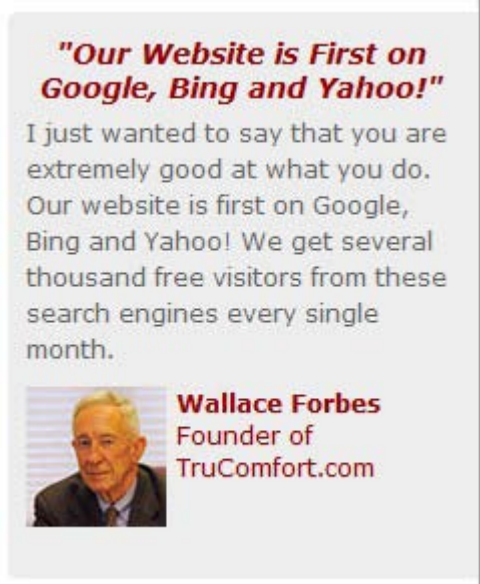 "Our Website is First on
Google, Bing and Yahoo!"
I just wanted to say that you are
extremely good at what you do.
Our website is first on Google,
Bing and Yahoo! We get several
thousand free visitors from these
search engines every single
month.
Wallace Forbes
Founder of
TruComfort.com